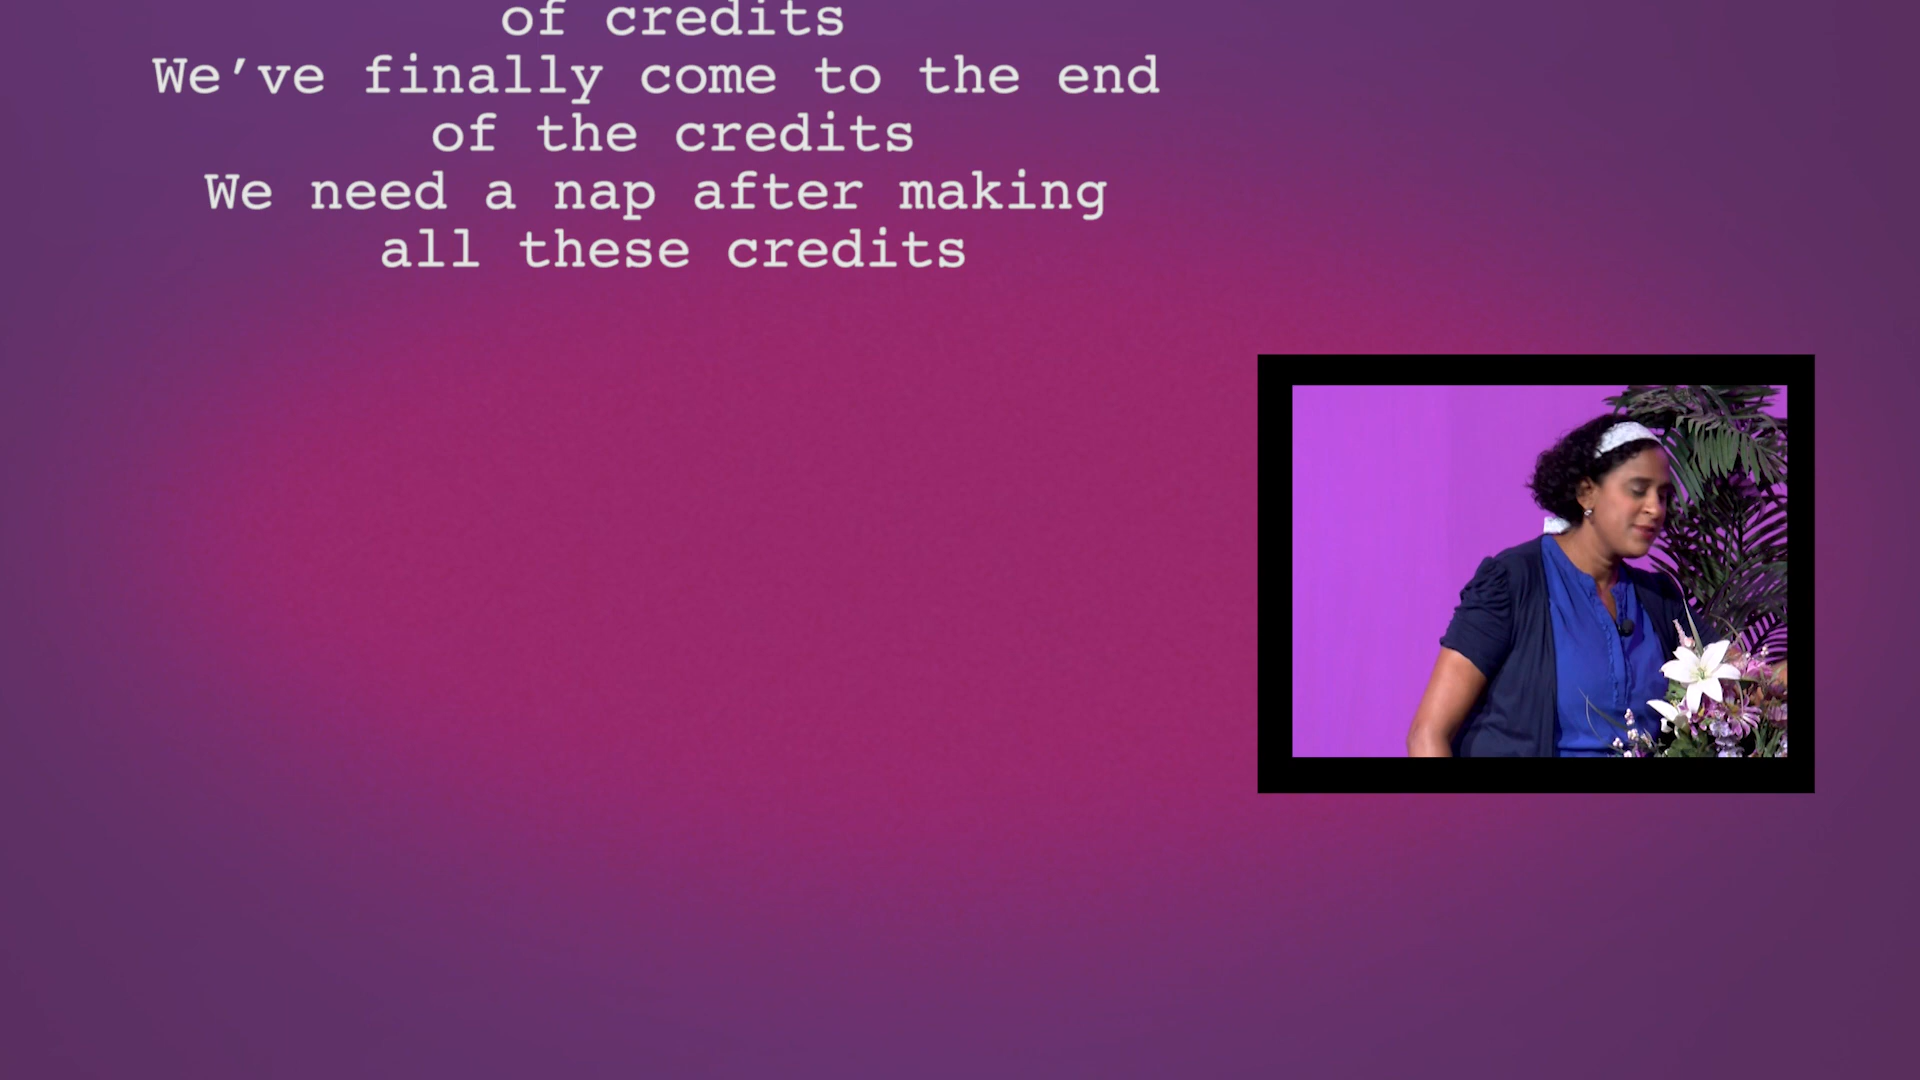 of credits
We’ve finally come to the end
of the credits
We need a nap after making
all these credits